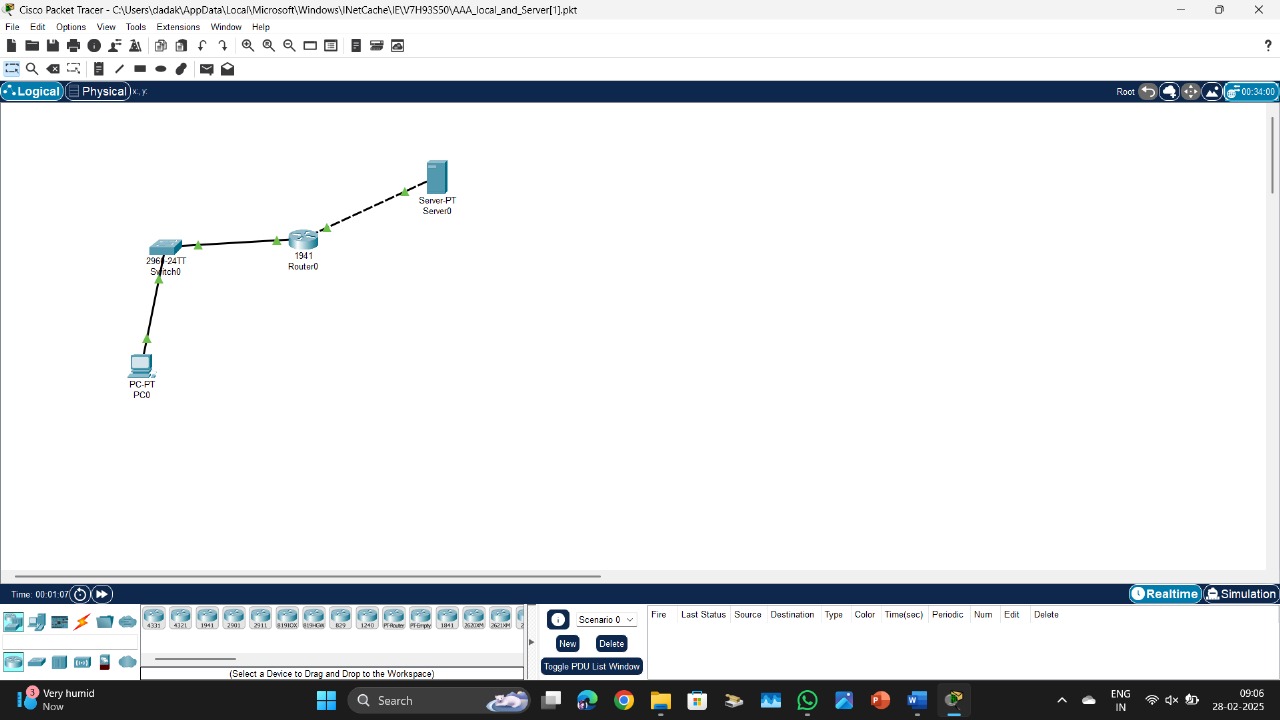 Cisco Packet Tracer - C:\Users\dadak\AppData\Local\Microsoft\Windows\INetCache\IE\V7H93S50\AAA_local_and_Server[1].pkt
File Edit Options View Tools Extensions Window Help
?
Logical Physical x: y: Root 00:34:00
Server-PT
Server0
1941
Router0
Switch0
PC-PT
PC0
Time: 00:01:07 Realtime Simulation
4331 4321 1941 2901 2911 819IOX 819HGW 829 1240 PT-Router PT-Empty 1841 2620XM 2621XM
Scenario 0
New Delete
Toggle PDU List Window
Fire Last Status Source Destination Type Color Time(sec) Periodic Num Edit Delete
(Select a Device to Drag and Drop to the Workspace)
3 Very humid
Now
Search
ENG
IN
09:06
28-02-2025